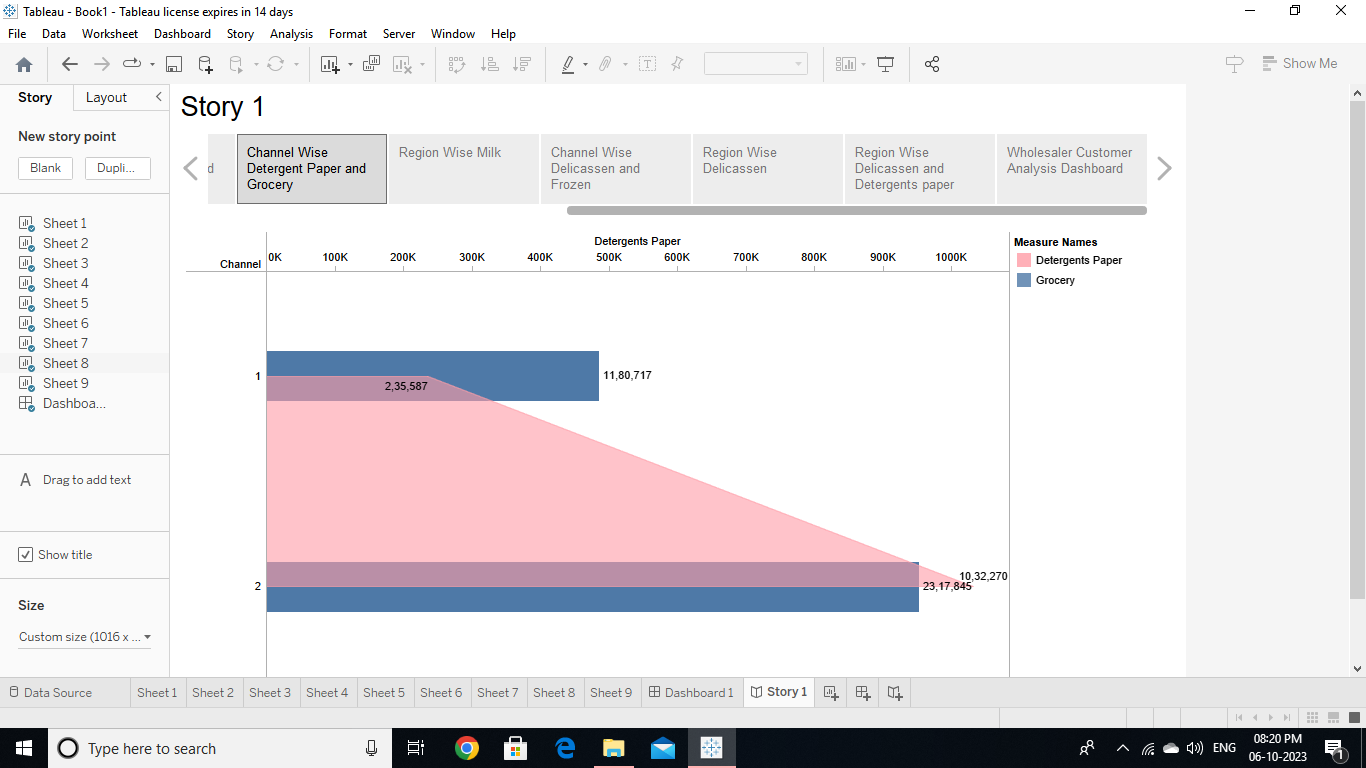 Tableau - Book1 - Tableau license expires in 14 days
File Data Worksheet Dashboard Story Analysis Format Server Window Help
Show Me
Story Layout
New story point
Blank Dupli...
Sheet 1
Sheet 2
Sheet 3
Sheet 4
Sheet 5
Sheet 6
Sheet 7
Sheet 8
Sheet 9
Dashboa...
A Drag to add text
Show title
Size
Custom size (1016 x ...
Story 1
d
Channel Wise
Detergent Paper and
Grocery
Region Wise Milk
Channel Wise
Delicassen and
Frozen
Region Wise
Delicassen
Region Wise
Delicassen and
Detergents paper
Wholesaler Customer
Analysis Dashboard
Detergents Paper
Channel 0K 100K 200K 300K 400K 500K 600K 700K 800K 900K 1000K
1
11,80,717
2,35,587
2
10,32,270
23,17,845
Measure Names
Detergents Paper
Grocery
Data Source Sheet 1 Sheet 2 Sheet 3 Sheet 4 Sheet 5 Sheet 6 Sheet 7 Sheet 8 Sheet 9 Dashboard 1 Story 1
Type here to search
ENG
08:20 PM
06-10-2023
1